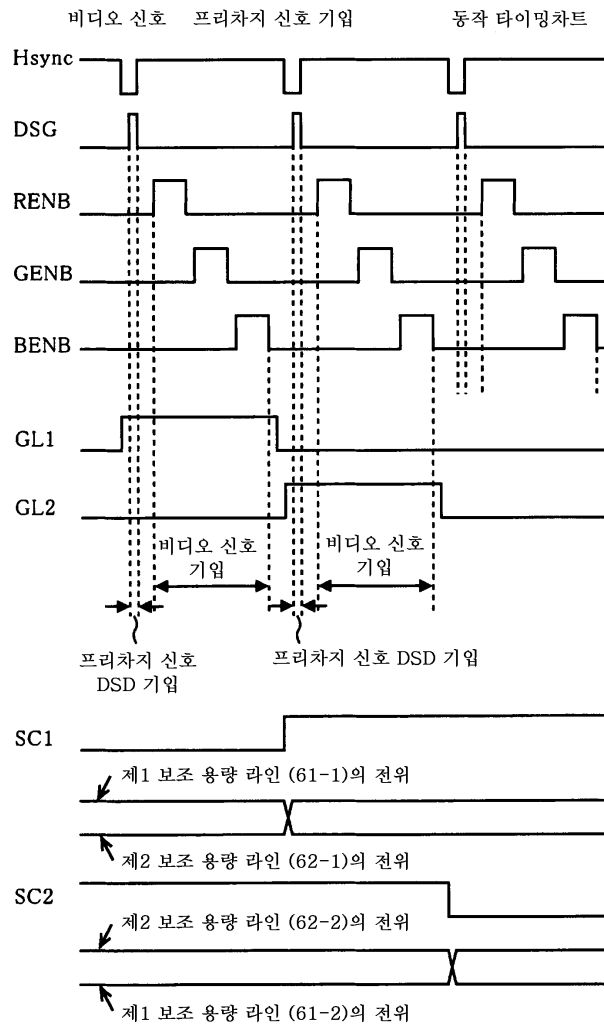 비디오 신호 프리차지 신호 기입 동작 타이밍차트
Hsync
DSG
RENB
GENB
BENB
GL1
GL2
비디오 신호
기입
비디오 신호
기입
프리차지 신호
DSD 기입
프리차지 신호 DSD 기입
SC1
제1 보조 용량 라인 (61-1)의 전위
제2 보조 용량 라인 (62-1)의 전위
SC2
제2 보조 용량 라인 (62-2)의 전위
제1 보조 용량 라인 (61-2)의 전위